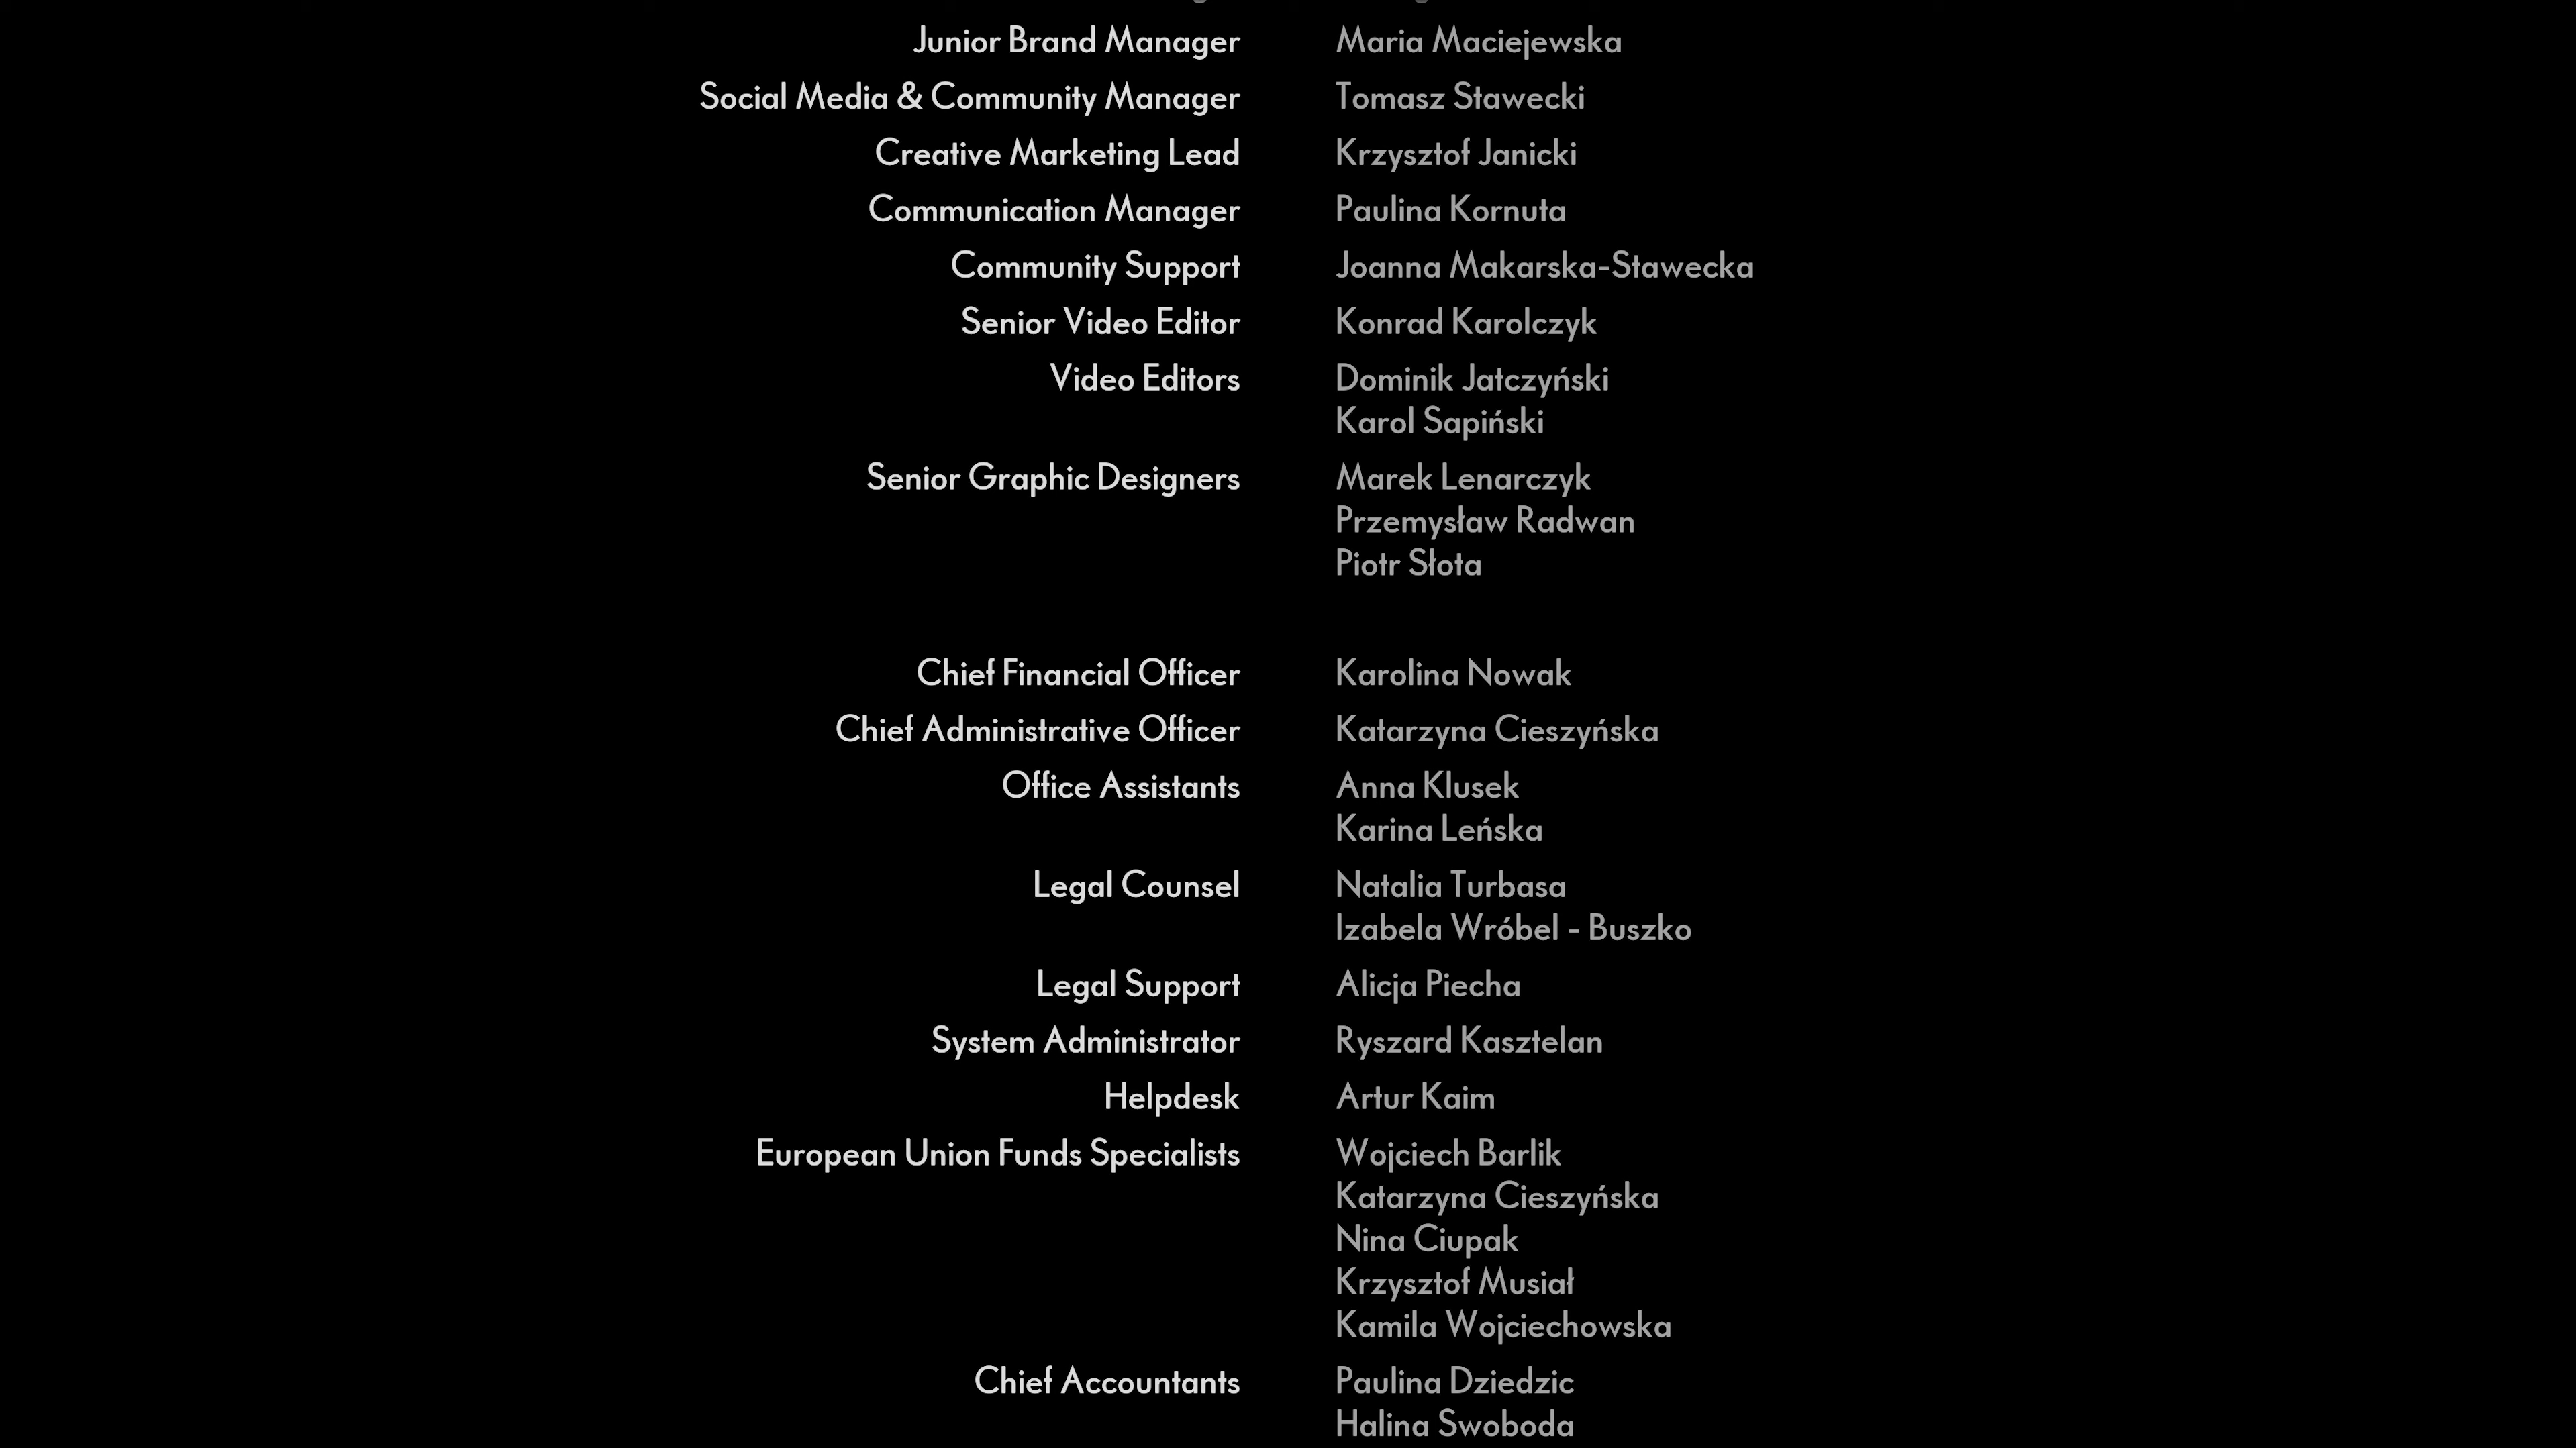 Junior Brand Manager Maria Maciejewska
Social Media & Community Manager Tomasz Stawecki
Creative Marketing Lead Krzysztof Janicki
Communication Manager Paulina Kornuta
Community Support Joanna Makarska-Stawecka
Senior Video Editor Konrad Karolczyk
Video Editors Dominik Jatczyński
Karol Sapiński
Senior Graphic Designers Marek Lenarczyk
Przemysław Radwan
Piotr Słota
Chief Financial Officer Karolina Nowak
Chief Administrative Officer Katarzyna Cieszyńska
Office Assistants Anna Klusek
Karina Leńska
Legal Counsel Natalia Turbasa
Izabela Wróbel - Buszko
Legal Support Alicja Piecha
System Administrator Ryszard Kasztelan
Helpdesk Artur Kaim
European Union Funds Specialists Wojciech Barlik
Katarzyna Cieszyńska
Nina Ciupak
Krzysztof Musiał
Kamila Wojciechowska
Chief Accountants Paulina Dziedzic
Halina Swoboda